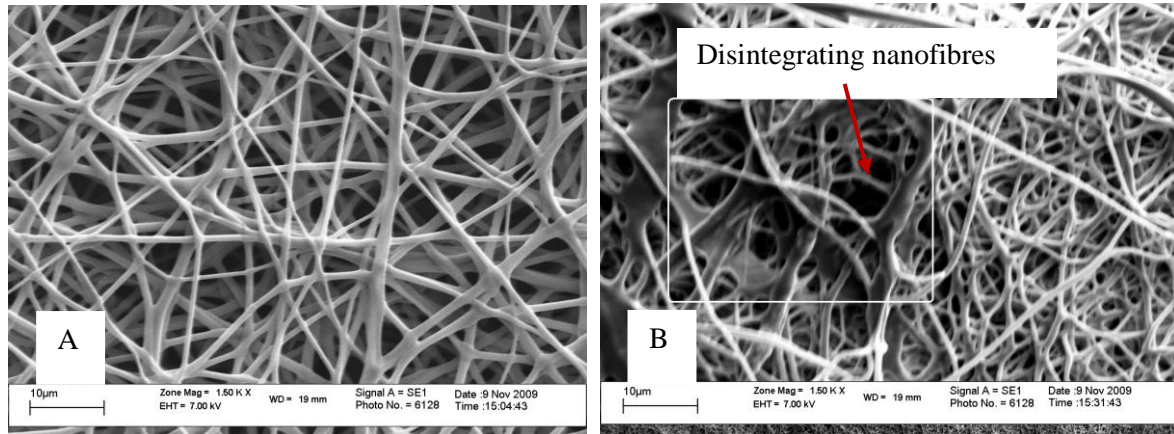 Disintegrating nanofibres
A
B
10µm
Zone Mag = 1.50 K X
EHT = 7.00 kV
WD = 19 mm
Signal A = SE1
Photo No. = 6128
Date :9 Nov 2009
Time :15:04:43
10µm
Zone Mag = 1.50 K X
EHT = 7.00 kV
WD = 19 mm
Signal A = SE1
Photo No. = 6128
Date :9 Nov 2009
Time :15:31:43